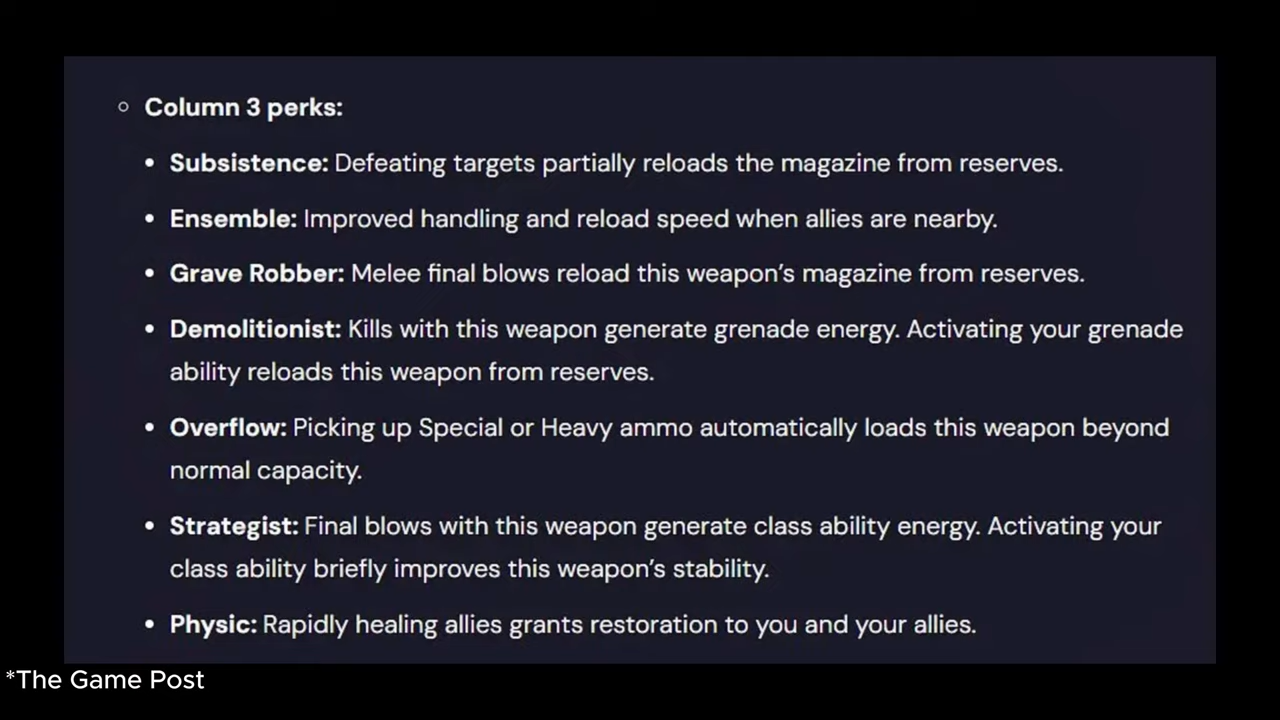 Column 3 perks:
Subsistence: Defeating targets partially reloads the magazine from reserves.
Ensemble: Improved handling and reload speed when allies are nearby.
Grave Robber: Melee final blows reload this weapon’s magazine from reserves.
Demolitionist: Kills with this weapon generate grenade energy. Activating your grenade
ability reloads this weapon from reserves.
Overflow: Picking up Special or Heavy ammo automatically loads this weapon beyond
normal capacity.
Strategist: Final blows with this weapon generate class ability energy. Activating your
class ability briefly improves this weapon’s stability.
Physic: Rapidly healing allies grants restoration to you and your allies.
*The Game Post